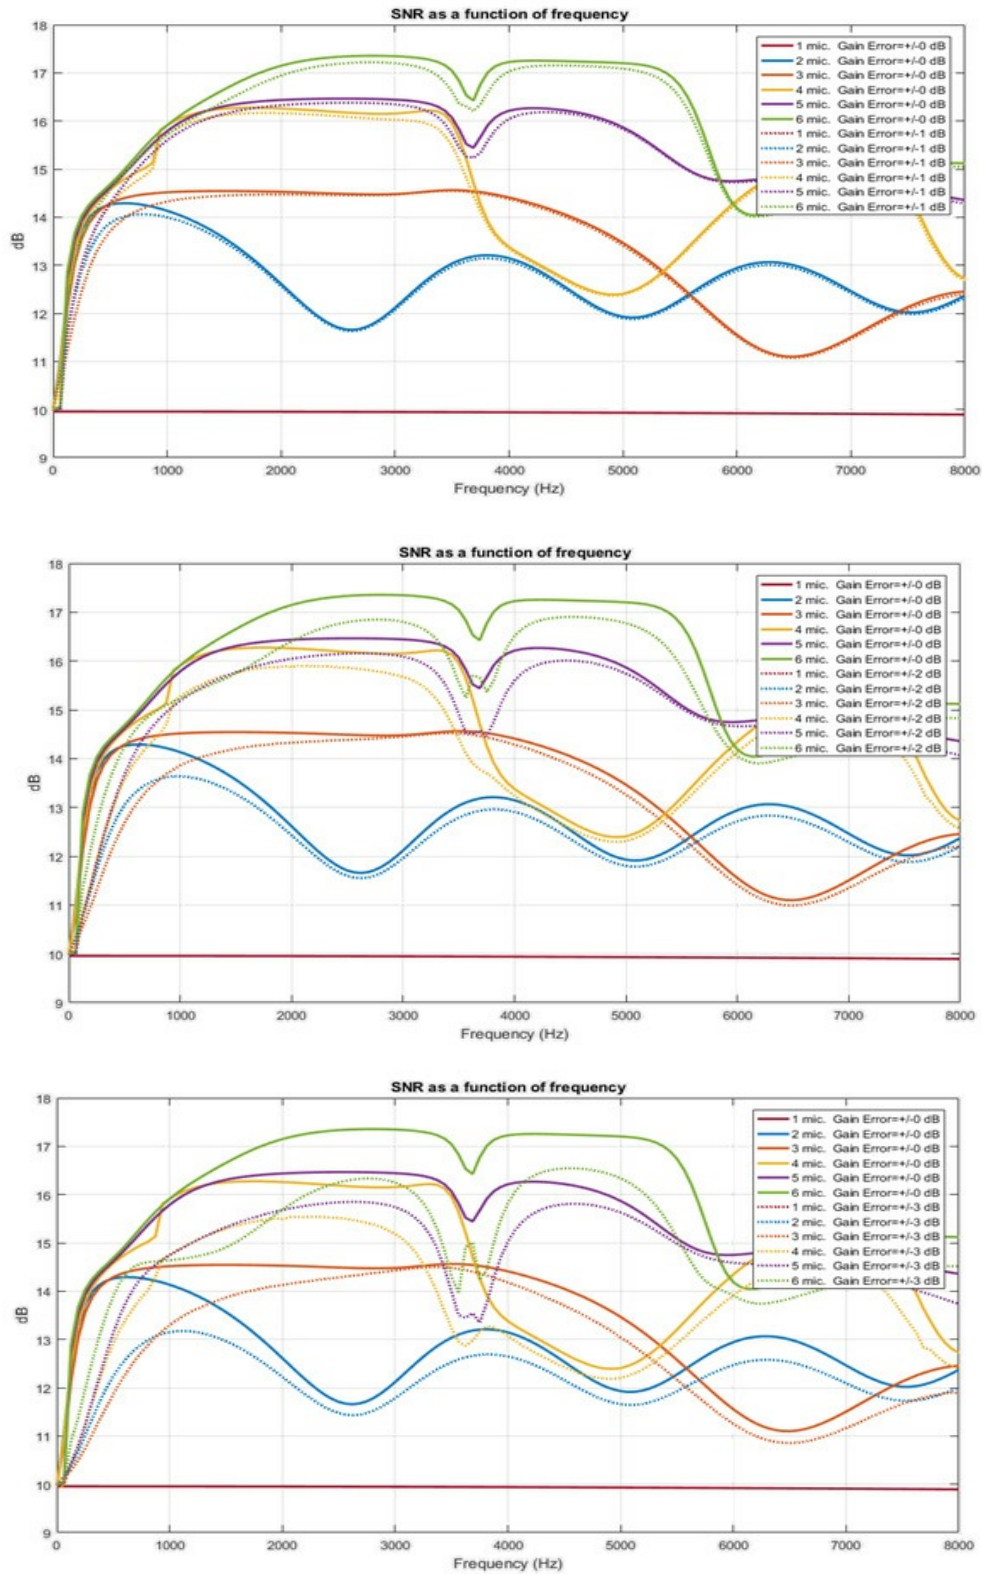 SNR as a function of frequency
18
17
16
15
14
13
12
11
10
9
dB
1 mic. Gain Error=+/-0 dB
2 mic. Gain Error=+/-0 dB
3 mic. Gain Error=+/-0 dB
4 mic. Gain Error=+/-0 dB
5 mic. Gain Error=+/-0 dB
6 mic. Gain Error=+/-0 dB
1 mic. Gain Error=+/-1 dB
2 mic. Gain Error=+/-1 dB
3 mic. Gain Error=+/-1 dB
4 mic. Gain Error=+/-1 dB
5 mic. Gain Error=+/-1 dB
6 mic. Gain Error=+/-1 dB
0 1000 2000 3000 4000 5000 6000 7000 8000
Frequency (Hz)
SNR as a function of frequency
18
17
16
15
14
13
12
11
10
9
dB
1 mic. Gain Error=+/-0 dB
2 mic. Gain Error=+/-0 dB
3 mic. Gain Error=+/-0 dB
4 mic. Gain Error=+/-0 dB
5 mic. Gain Error=+/-0 dB
6 mic. Gain Error=+/-0 dB
1 mic. Gain Error=+/-2 dB
2 mic. Gain Error=+/-2 dB
3 mic. Gain Error=+/-2 dB
4 mic. Gain Error=+/-2 dB
5 mic. Gain Error=+/-2 dB
6 mic. Gain Error=+/-2 dB
0 1000 2000 3000 4000 5000 6000 7000 8000
Frequency (Hz)
SNR as a function of frequency
18
17
16
15
14
13
12
11
10
9
dB
1 mic. Gain Error=+/-0 dB
2 mic. Gain Error=+/-0 dB
3 mic. Gain Error=+/-0 dB
4 mic. Gain Error=+/-0 dB
5 mic. Gain Error=+/-0 dB
6 mic. Gain Error=+/-0 dB
1 mic. Gain Error=+/-3 dB
2 mic. Gain Error=+/-3 dB
3 mic. Gain Error=+/-3 dB
4 mic. Gain Error=+/-3 dB
5 mic. Gain Error=+/-3 dB
6 mic. Gain Error=+/-3 dB
0 1000 2000 3000 4000 5000 6000 7000 8000
Frequency (Hz)